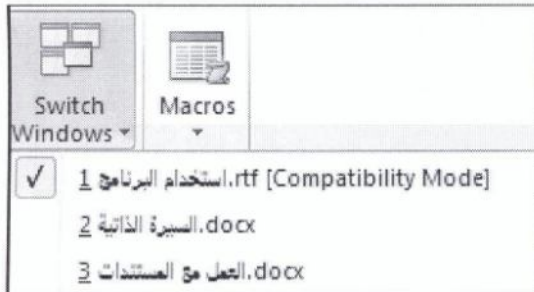 Switch Windows
Macros
✓ 1 استخدام البرنامج.rtf [Compatibility Mode]
2 السيرة الذاتية.docx
3 العمل مع المستندات.docx